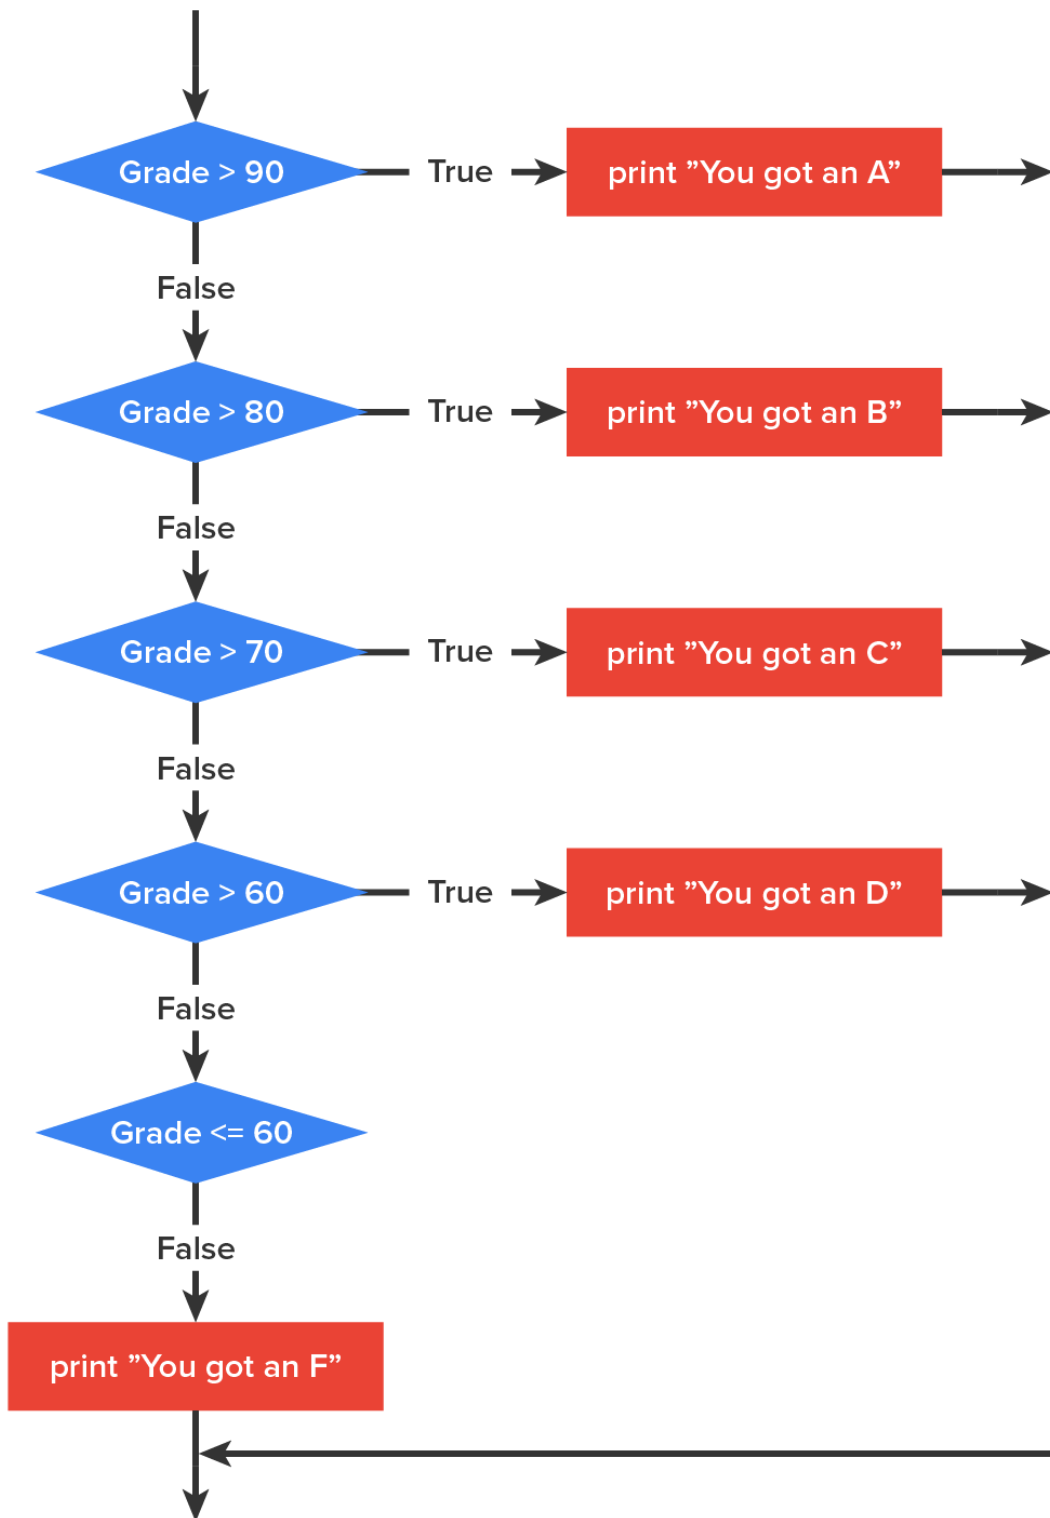 Grade > 90
True
print ”You got an A”
False
Grade > 80
True
print ”You got an B”
False
Grade > 70
True
print ”You got an C”
False
Grade > 60
True
print ”You got an D”
False
Grade <= 60
False
print ”You got an F”